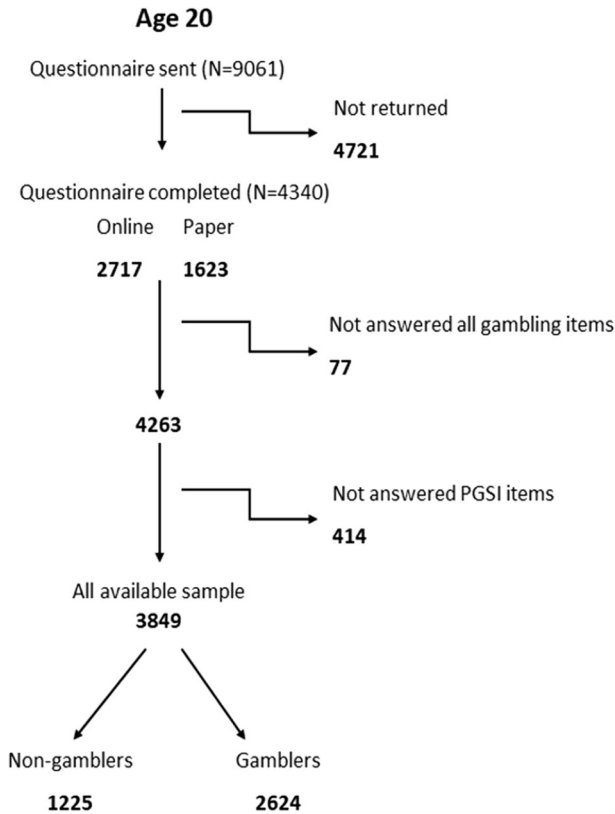 Age 20
Questionnaire sent (N=9061)
Not returned
4721
Questionnaire completed (N=4340)
Online Paper
2717 1623
Not answered all gambling items
77
4263
Not answered PGSI items
414
All available sample
3849
Non-gamblers Gamblers
1225 2624